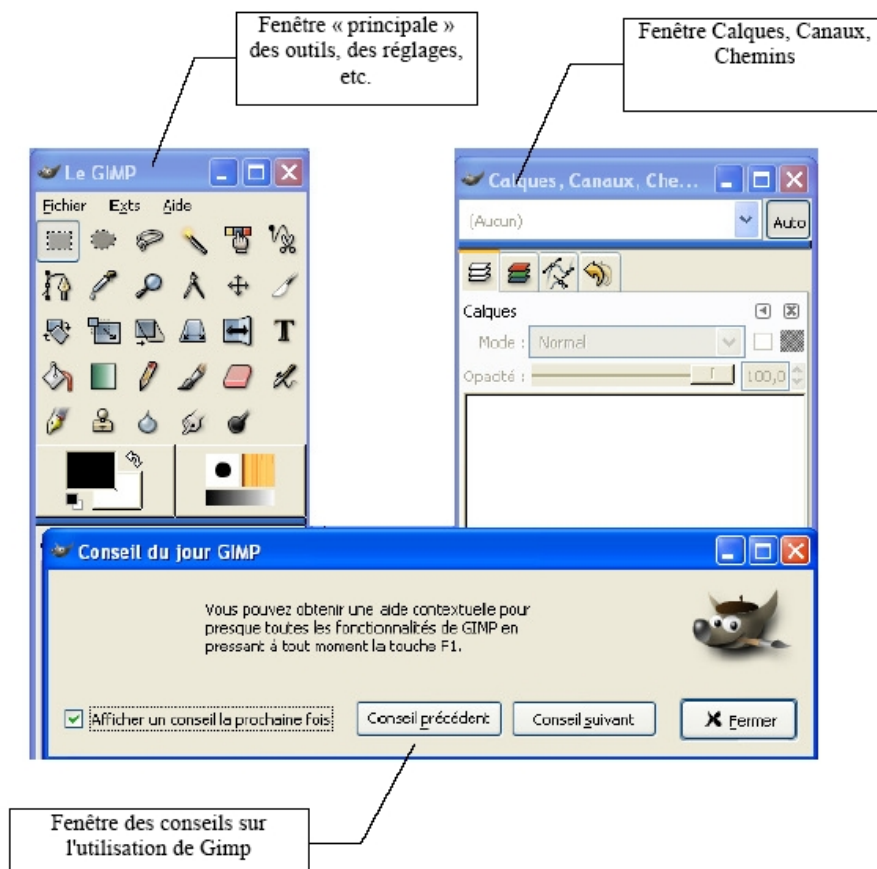 Fenêtre « principale »
des outils, des réglages,
etc.
Fenêtre Calques, Canaux,
Chemins
Le GIMP
Fichier Exts Aide
Calques, Canaux, Che...
(Aucun)
Auto
Calques
Mode : Normal
Opacité : 100,0
Conseil du jour GIMP
Vous pouvez obtenir une aide contextuelle pour
presque toutes les fonctionnalités de GIMP en
pressant à tout moment la touche F1.
Afficher un conseil la prochaine fois
Conseil précédent
Conseil suivant
Fermer
Fenêtre des conseils sur
l'utilisation de Gimp